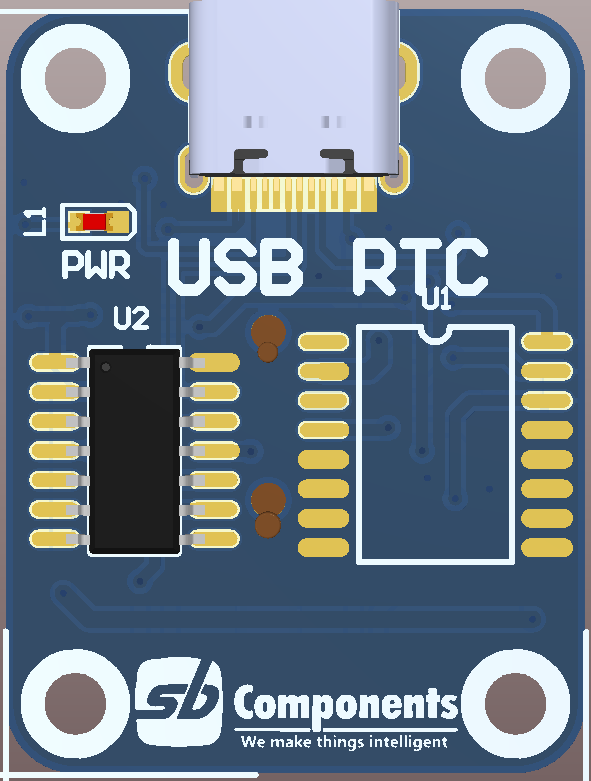 L1
PWR
USB RTC
U1
U2
sb Components
We make things intelligent